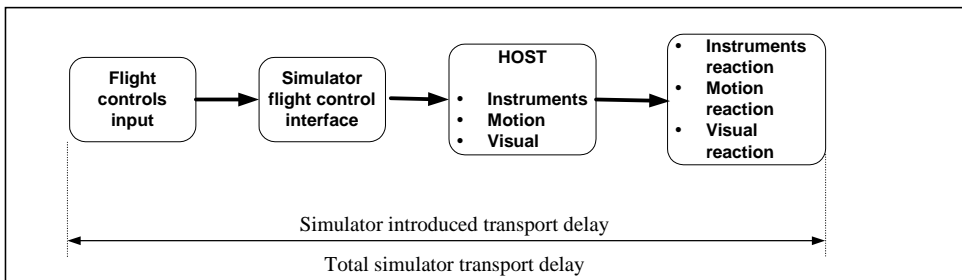 Flight
controls
input
Simulator
flight control
interface
HOST
• Instruments
• Motion
• Visual
• Instruments
reaction
• Motion
reaction
• Visual
reaction
Simulator introduced transport delay
Total simulator transport delay